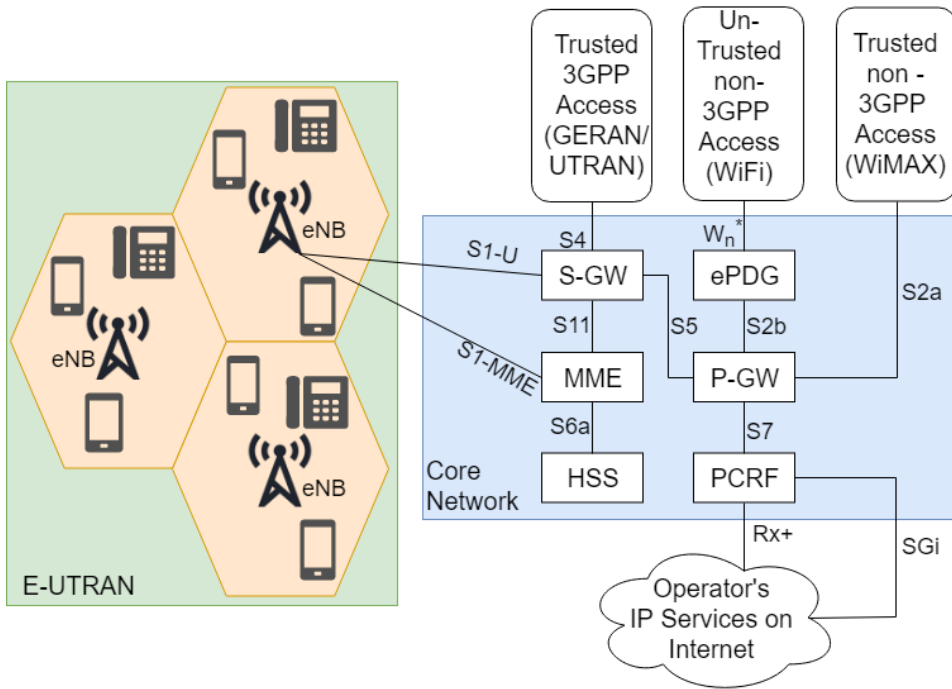 Trusted
3GPP
Access
(GERAN/
UTRAN)
Un-
Trusted
non-
3GPP
Access
(WiFi)
Trusted
non -
3GPP
Access
(WiMAX)
eNB
eNB
eNB
E-UTRAN
S1-U
S1-MME
S4
Wn*
S2a
S-GW
ePDG
S11
S5
S2b
MME
P-GW
S6a
S7
HSS
PCRF
Core
Network
Rx+
SGi
Operator's
IP Services on
Internet